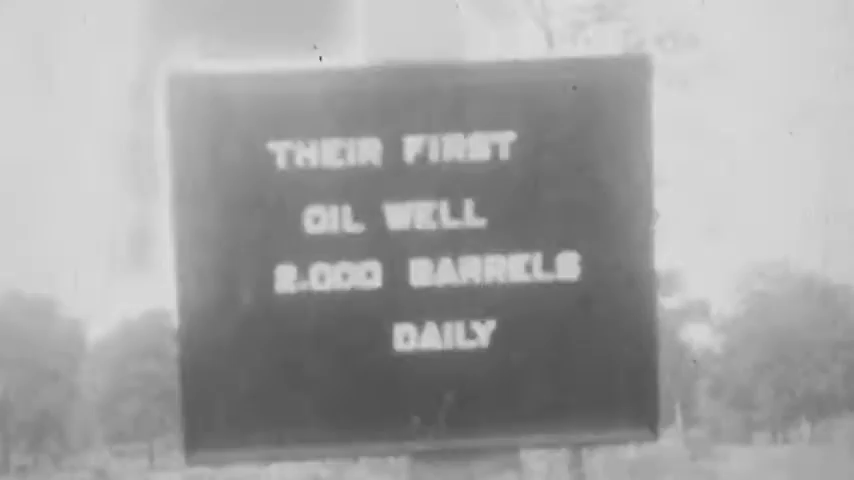 THEIR FIRST
OIL WELL
2.000 BARRELS
DAILY